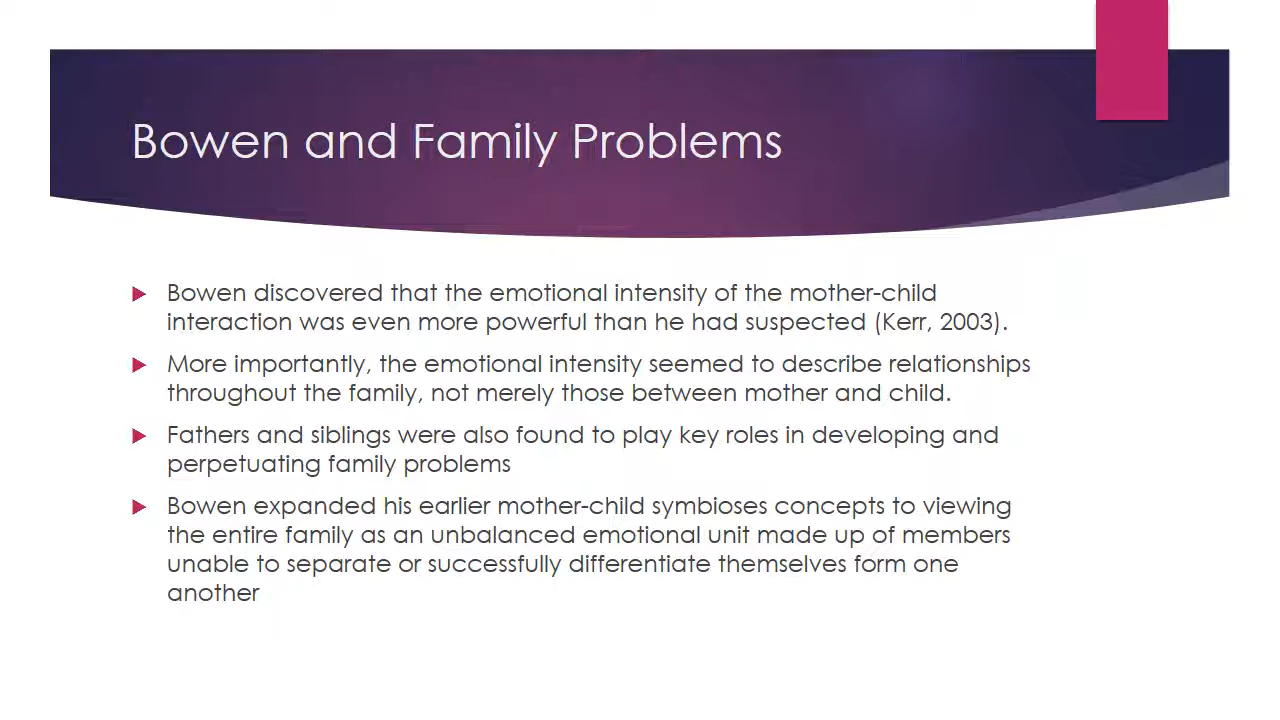 Bowen and Family Problems
Bowen discovered that the emotional intensity of the mother-child
interaction was even more powerful than he had suspected (Kerr, 2003).
More importantly, the emotional intensity seemed to describe relationships
throughout the family, not merely those between mother and child.
Fathers and siblings were also found to play key roles in developing and
perpetuating family problems
Bowen expanded his earlier mother-child symbioses concepts to viewing
the entire family as an unbalanced emotional unit made up of members
unable to separate or successfully differentiate themselves form one
another